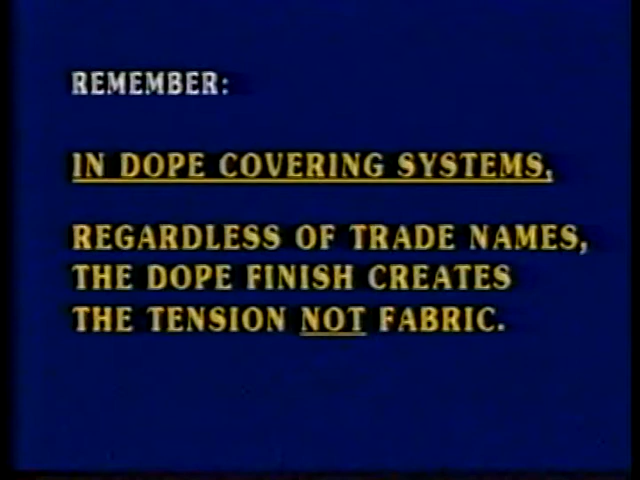 REMEMBER:
IN DOPE COVERING SYSTEMS,
REGARDLESS OF TRADE NAMES,
THE DOPE FINISH CREATES
THE TENSION NOT FABRIC.